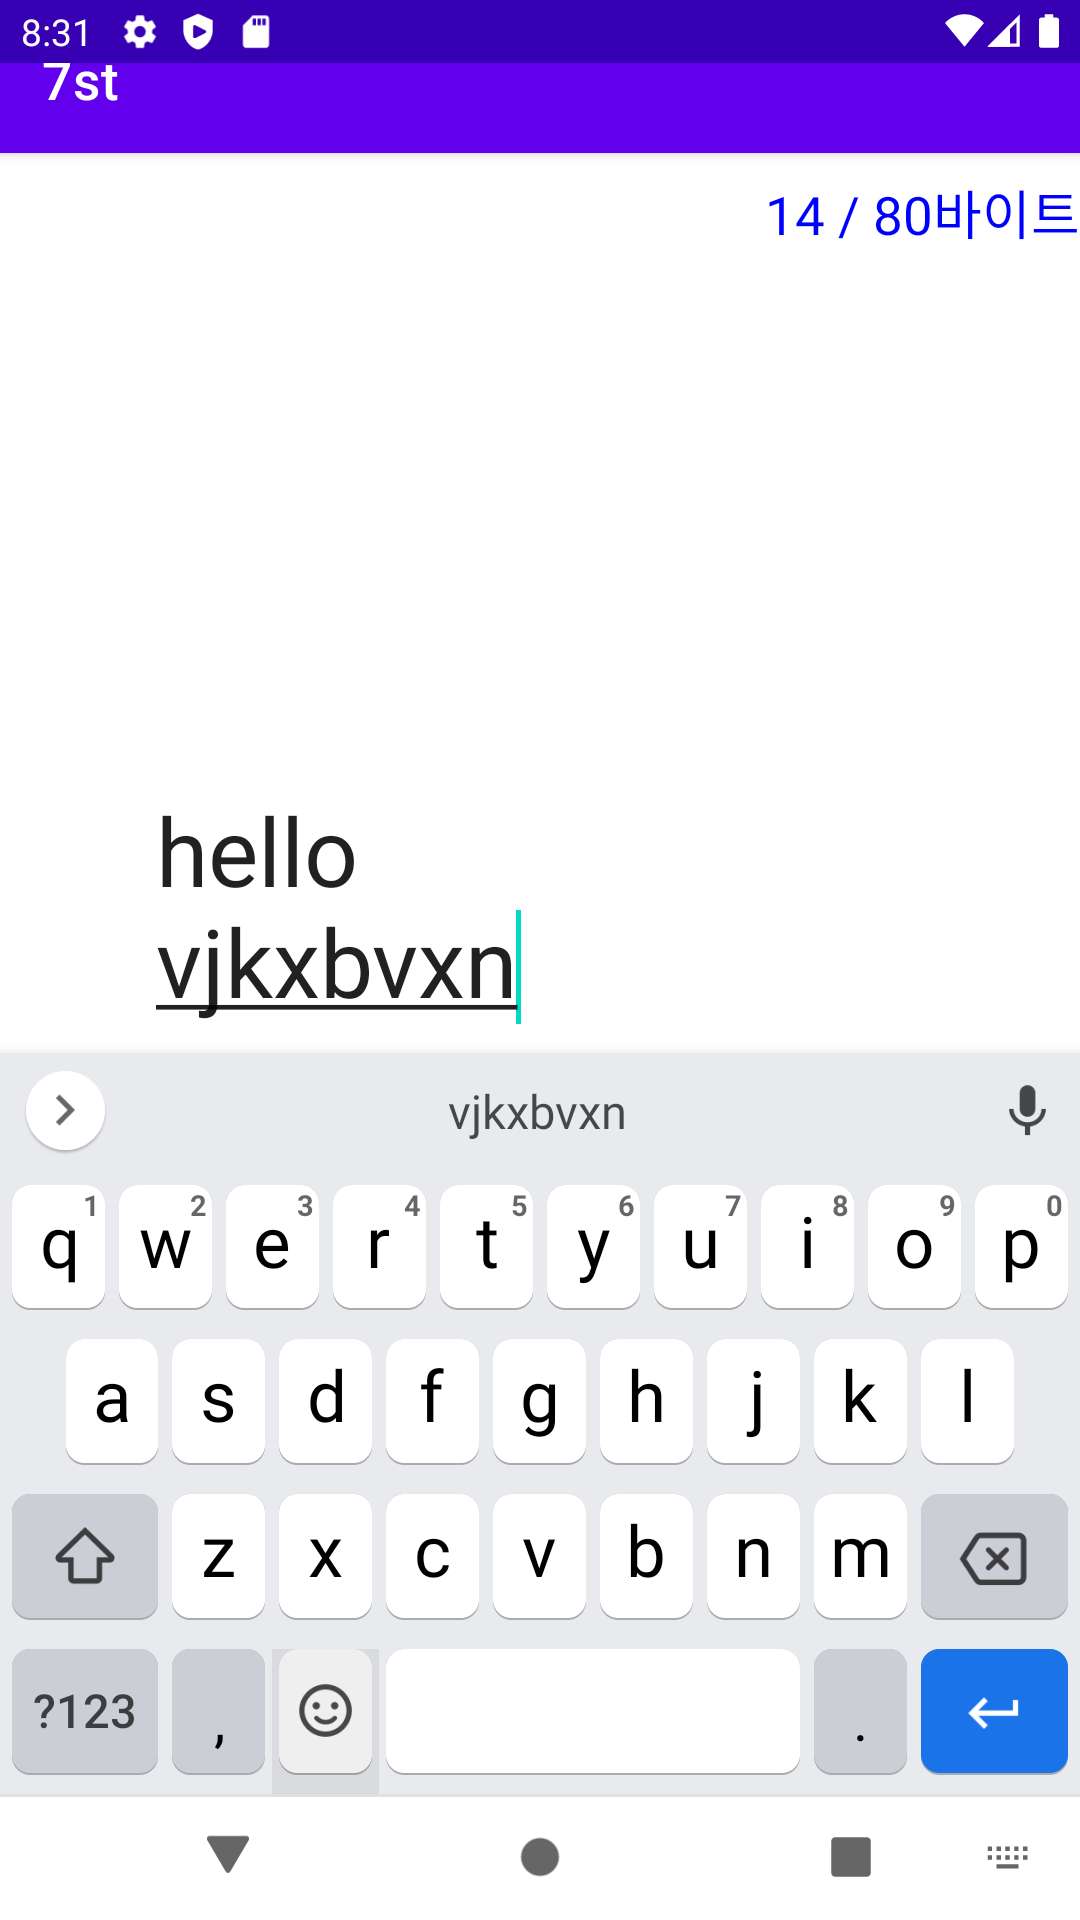 8:31
7st
14 / 80바이트
hello
vjkxbvxn
vjkxbvxn
1 2 3 4 5 6 7 8 9 0
q w e r t y u i o p
a s d f g h j k l
z x c v b n m
?123 , .